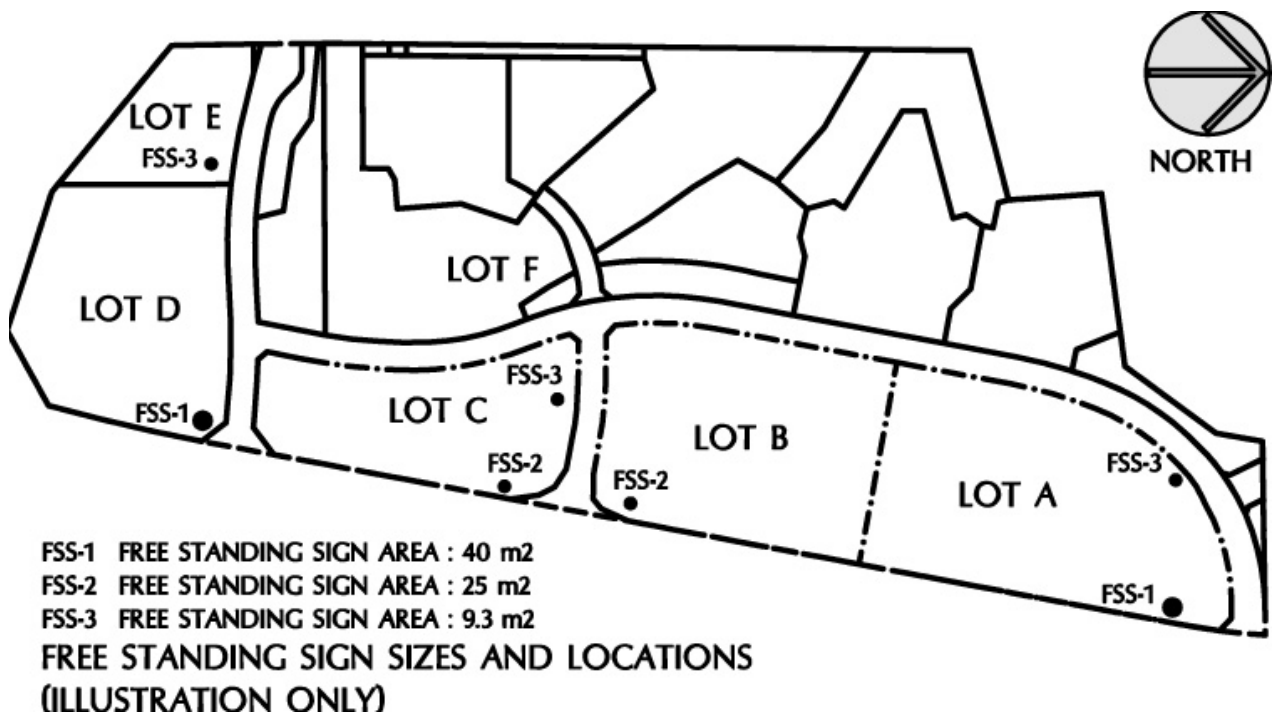 LOT E
FSS-3
NORTH
LOT D
LOT F
FSS-1
FSS-3
LOT C
FSS-2
LOT B
FSS-2
LOT A
FSS-3
FSS-1
FSS-1 FREE STANDING SIGN AREA : 40 m2
FSS-2 FREE STANDING SIGN AREA : 25 m2
FSS-3 FREE STANDING SIGN AREA : 9.3 m2
FREE STANDING SIGN SIZES AND LOCATIONS
(ILLUSTRATION ONLY)